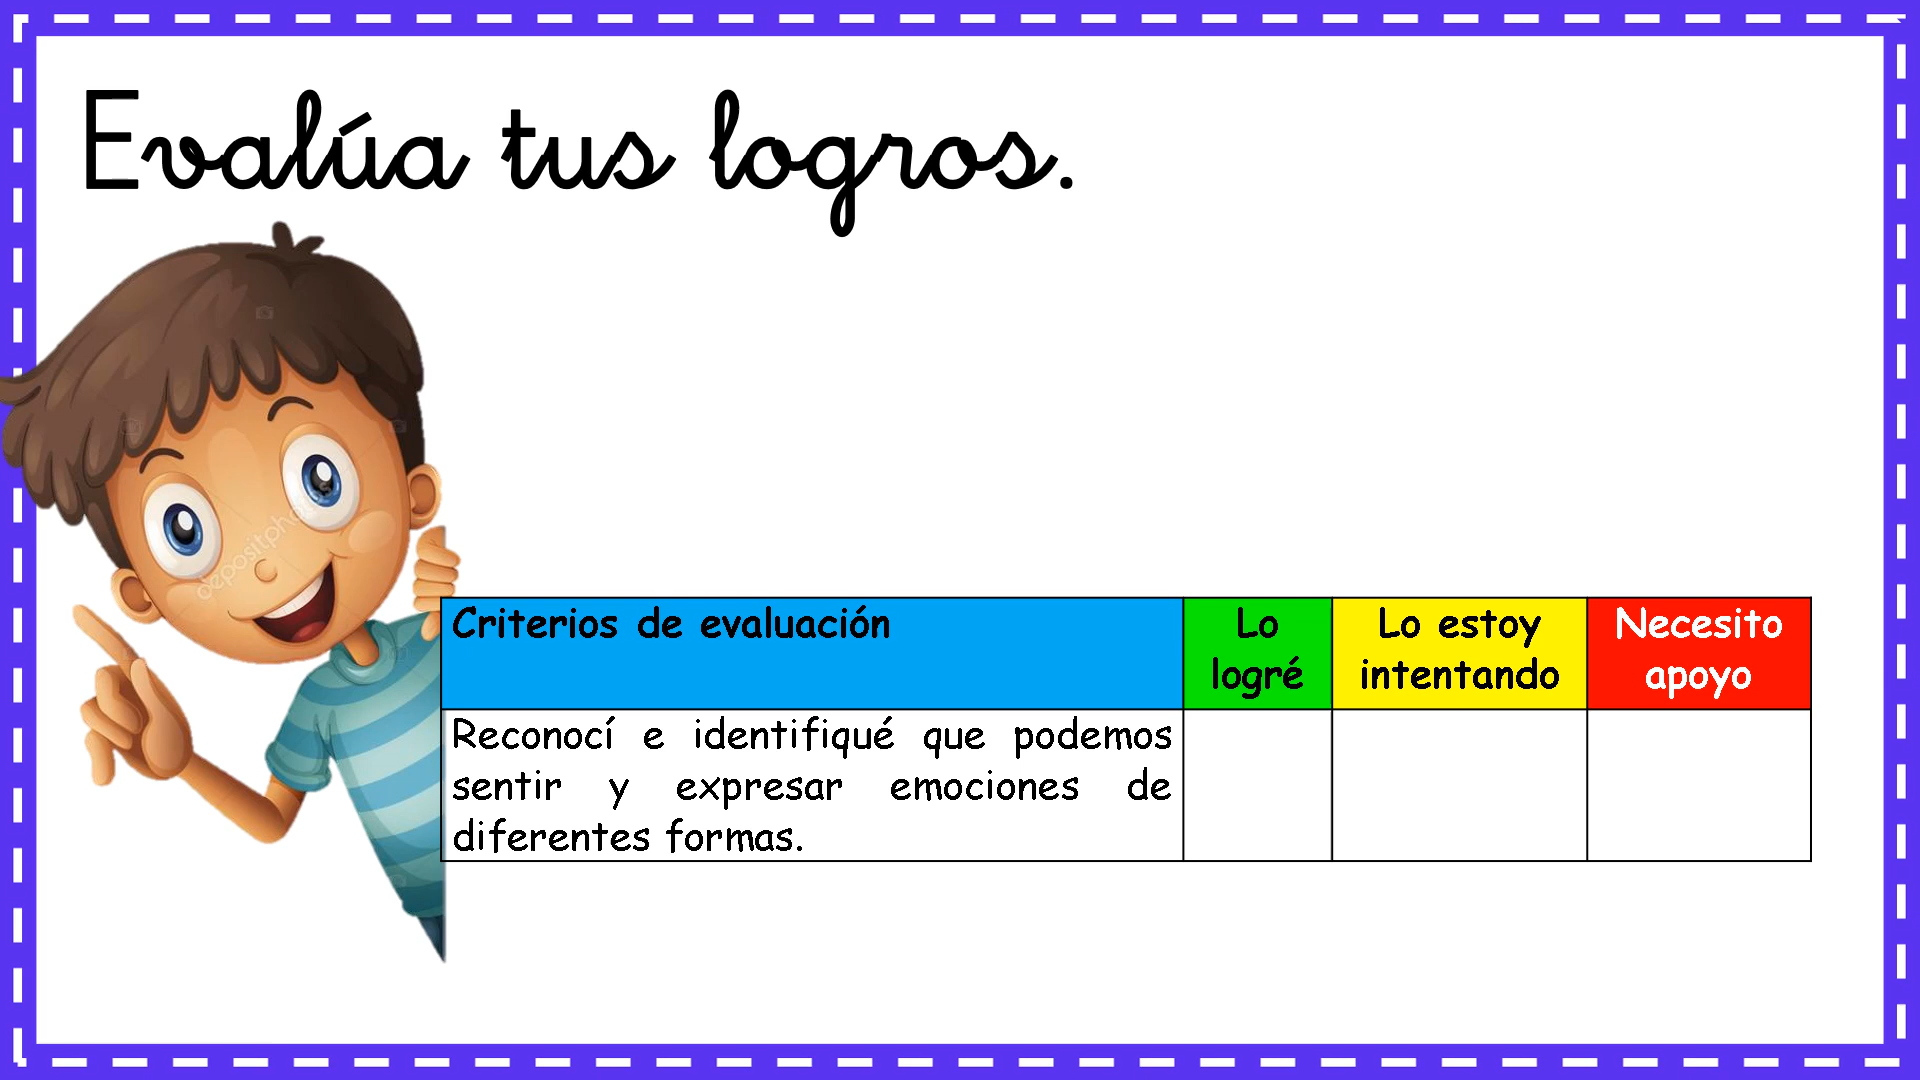 Evalúa tus logros.
depositphotos
Criterios de evaluación
Lo
logré
Lo estoy
intentando
Necesito
apoyo
Reconocí e identifiqué que podemos
sentir y expresar emociones de
diferentes formas.